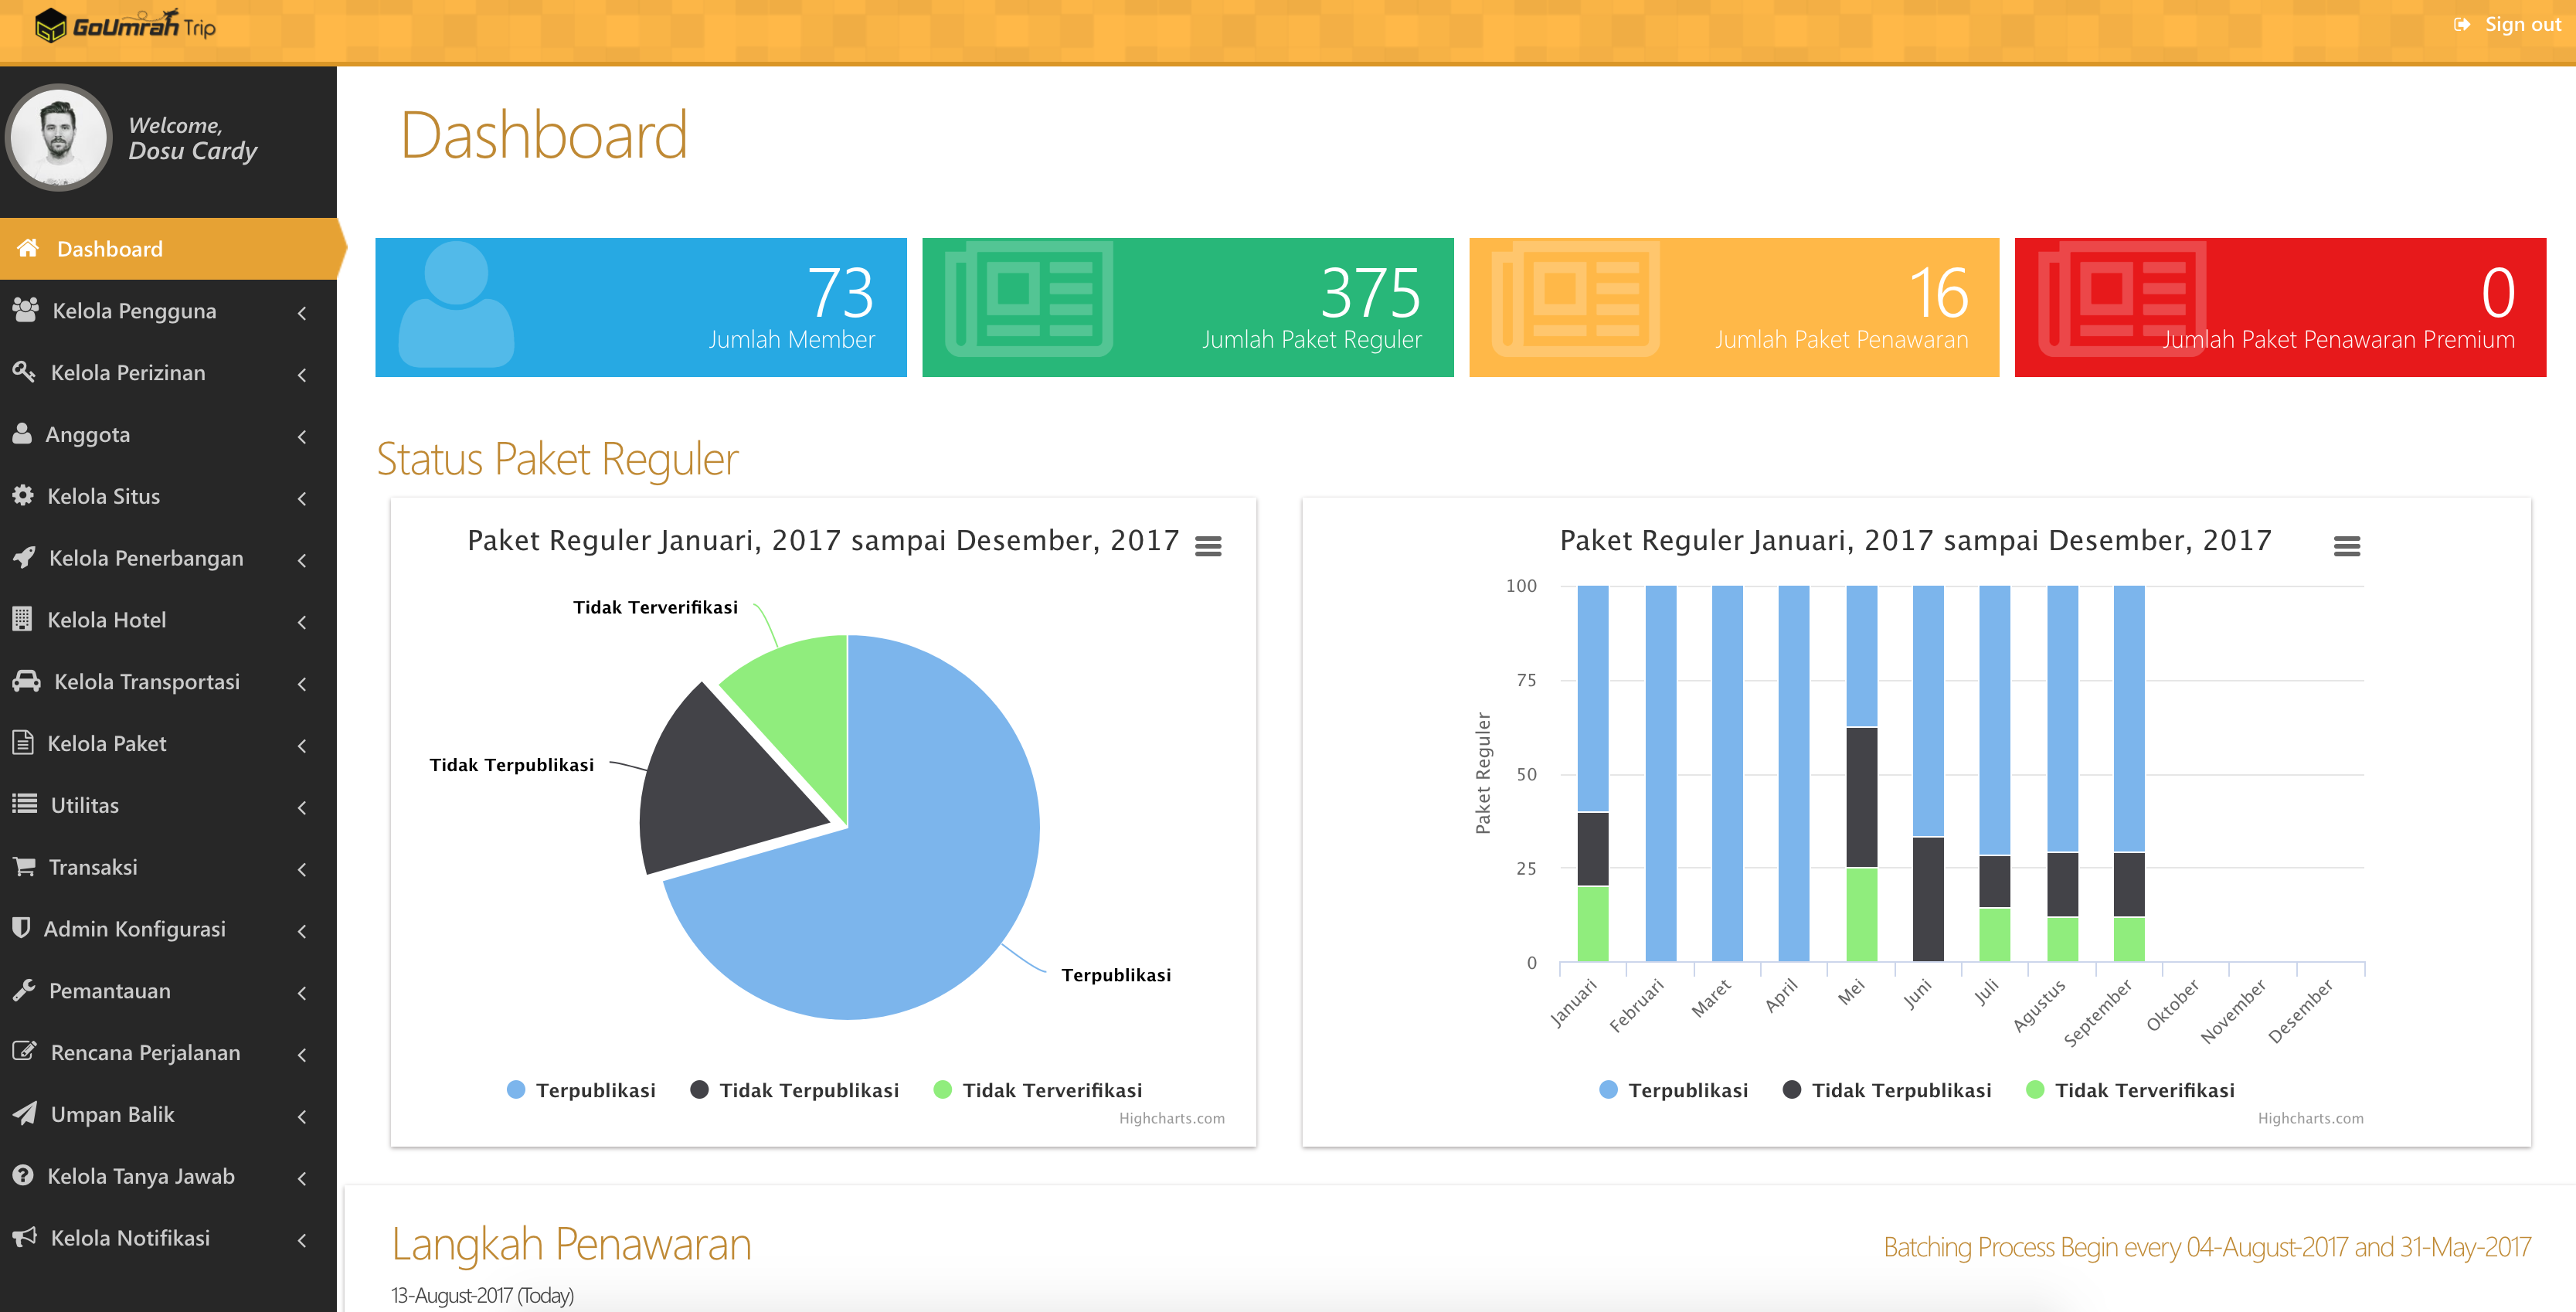 GoUmrah Trip
Sign out
Welcome,
Dosu Cardy
Dashboard
Kelola Pengguna
Kelola Perizinan
Anggota
Kelola Situs
Kelola Penerbangan
Kelola Hotel
Kelola Transportasi
Kelola Paket
Utilitas
Transaksi
Admin Konfigurasi
Pemantauan
Rencana Perjalanan
Umpan Balik
Kelola Tanya Jawab
Kelola Notifikasi
Dashboard
73
Jumlah Member
375
Jumlah Paket Reguler
16
Jumlah Paket Penawaran
0
Jumlah Paket Penawaran Premium
Status Paket Reguler
Paket Reguler Januari, 2017 sampai Desember, 2017
Tidak Terverifikasi
Tidak Terpublikasi
Terpublikasi
Terpublikasi Tidak Terpublikasi Tidak Terverifikasi
Highcharts.com
Paket Reguler Januari, 2017 sampai Desember, 2017
Paket Reguler
100
75
50
25
0
Januari Februari Maret April Mei Juni Juli Agustus September Oktober November Desember
Terpublikasi Tidak Terpublikasi Tidak Terverifikasi
Highcharts.com
Langkah Penawaran
Batching Process Begin every 04-August-2017 and 31-May-2017
13-August-2017 (Today)